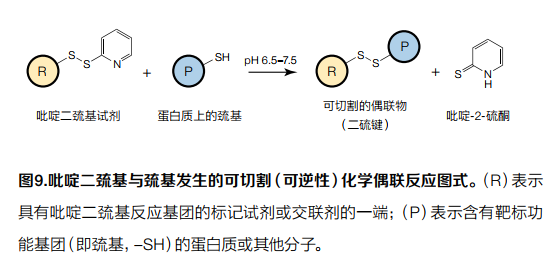 R
S
S
N
+
P
SH
pH 6.5–7.5
R
S
S
P
+
S
N
H
吡啶二巯基试剂
蛋白质上的巯基
可切割的偶联物
(二硫键)
吡啶-2-硫酮
图9.吡啶二巯基与巯基发生的可切割(可逆性)化学偶联反应图式。(R)表示
具有吡啶二巯基反应基团的标记试剂或交联剂的一端;(P)表示含有靶标功
能基团(即巯基,–SH)的蛋白质或其他分子。